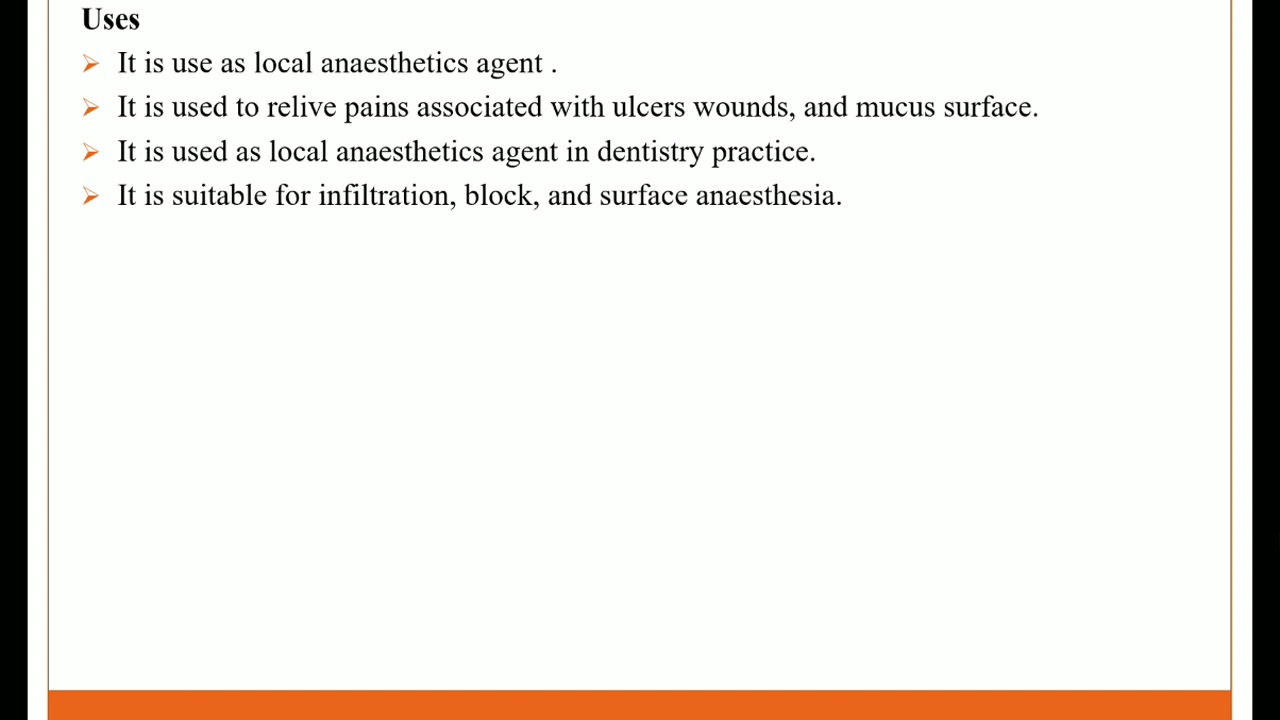 Uses
It is use as local anaesthetics agent .
It is used to relive pains associated with ulcers wounds, and mucus surface.
It is used as local anaesthetics agent in dentistry practice.
It is suitable for infiltration, block, and surface anaesthesia.